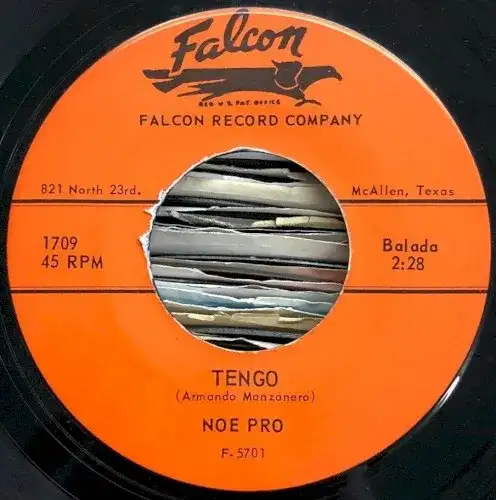 Falcon
REG. U. S. PAT. OFFICE
FALCON RECORD COMPANY
821 North 23rd. McAllen, Texas
1709 Balada
45 RPM 2:28
TENGO
(Armando Manzanero)
NOE PRO
F-5701